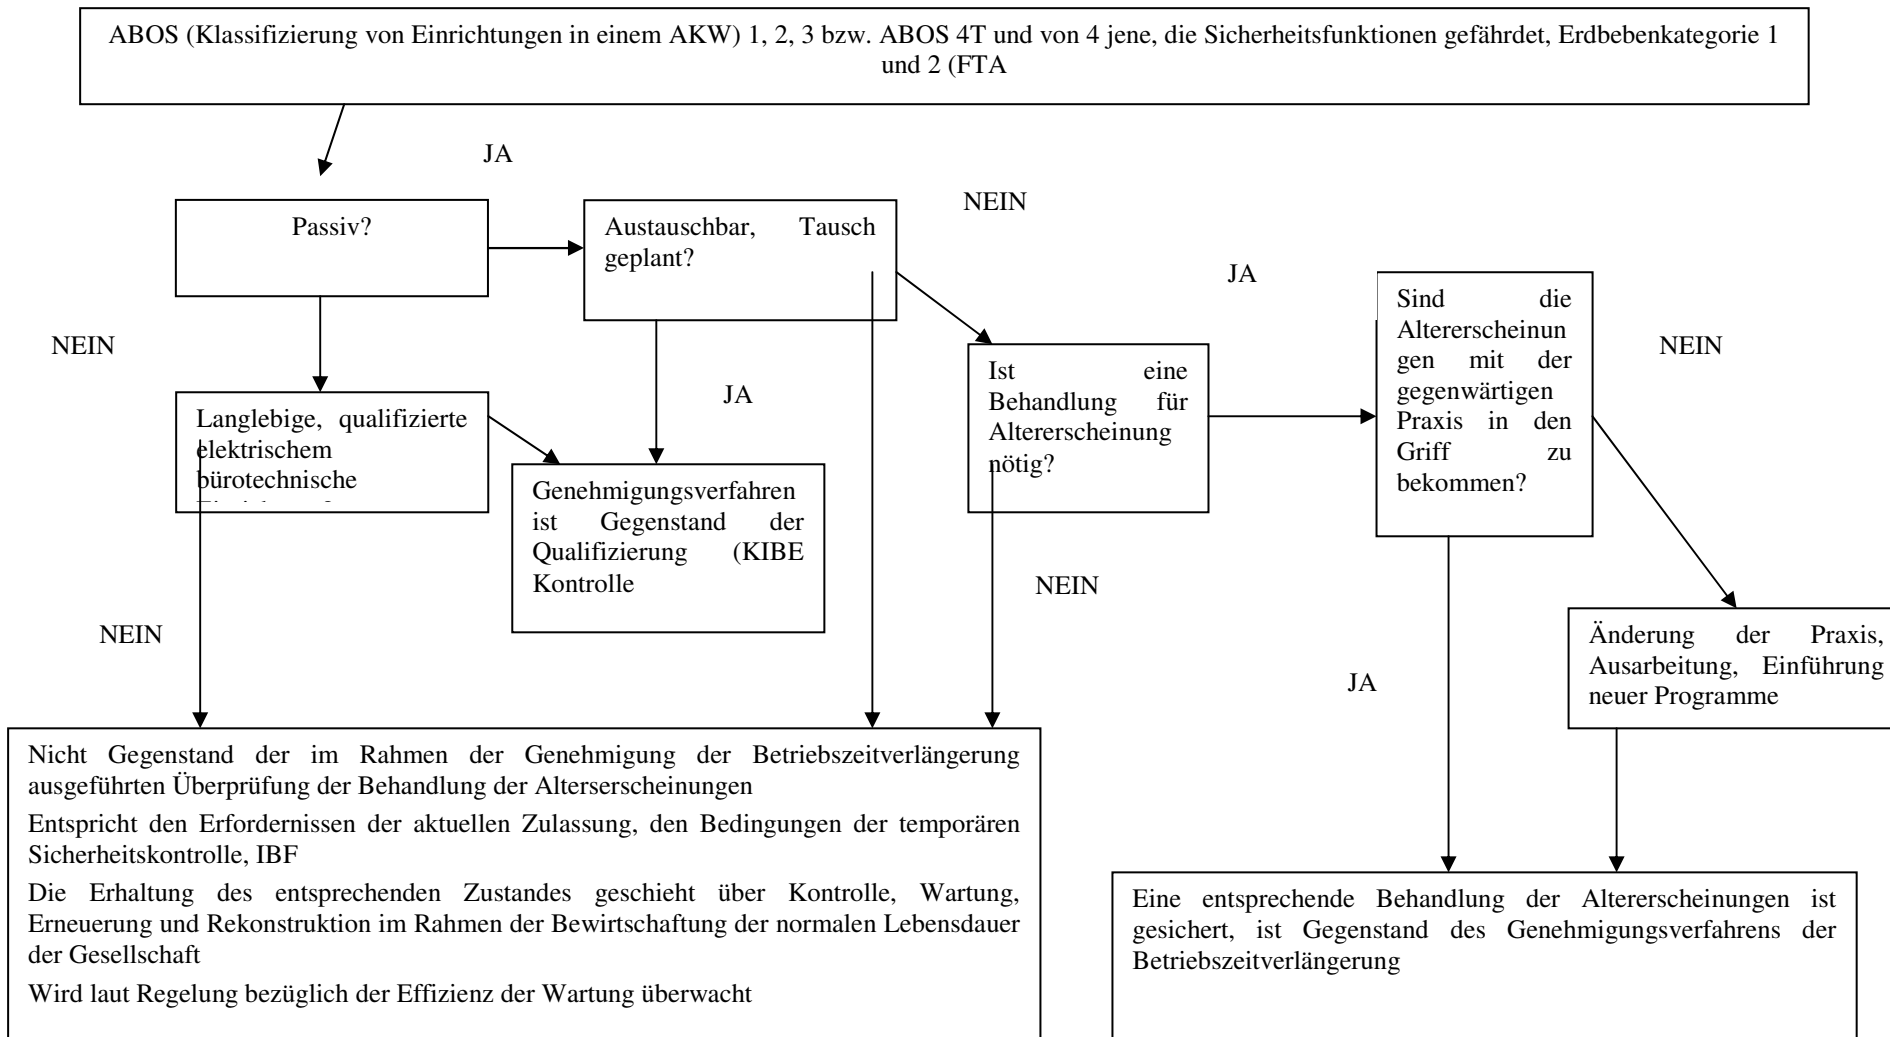 ABOS (Klassifizierung von Einrichtungen in einem AKW) 1, 2, 3 bzw. ABOS 4T und von 4 jene, die Sicherheitsfunktionen gefährdet, Erdbebenkategorie 1
und 2 (FTA
JA
Passiv?
Austauschbar, Tausch
geplant?
NEIN
JA
Sind die
Altererscheinun
gen mit der
gegenwärtigen
Praxis in den
Griff zu
bekommen?
NEIN
NEIN
Ist eine
Behandlung für
Altererscheinung
nötig?
JA
Langlebige, qualifizierte
elektrischem
bürotechnische
Genehmigungsverfahren
ist Gegenstand der
Qualifizierung (KIBE
Kontrolle
NEIN
NEIN
Änderung der Praxis,
Ausarbeitung, Einführung
neuer Programme
JA
Nicht Gegenstand der im Rahmen der Genehmigung der Betriebszeitverlängerung
ausgeführten Überprüfung der Behandlung der Alterserscheinungen
Entspricht den Erfordernissen der aktuellen Zulassung, den Bedingungen der temporären
Sicherheitskontrolle, IBF
Die Erhaltung des entsprechenden Zustandes geschieht über Kontrolle, Wartung,
Erneuerung und Rekonstruktion im Rahmen der Bewirtschaftung der normalen Lebensdauer
der Gesellschaft
Wird laut Regelung bezüglich der Effizienz der Wartung überwacht
Eine entsprechende Behandlung der Altererscheinungen ist
gesichert, ist Gegenstand des Genehmigungsverfahrens der
Betriebszeitverlängerung